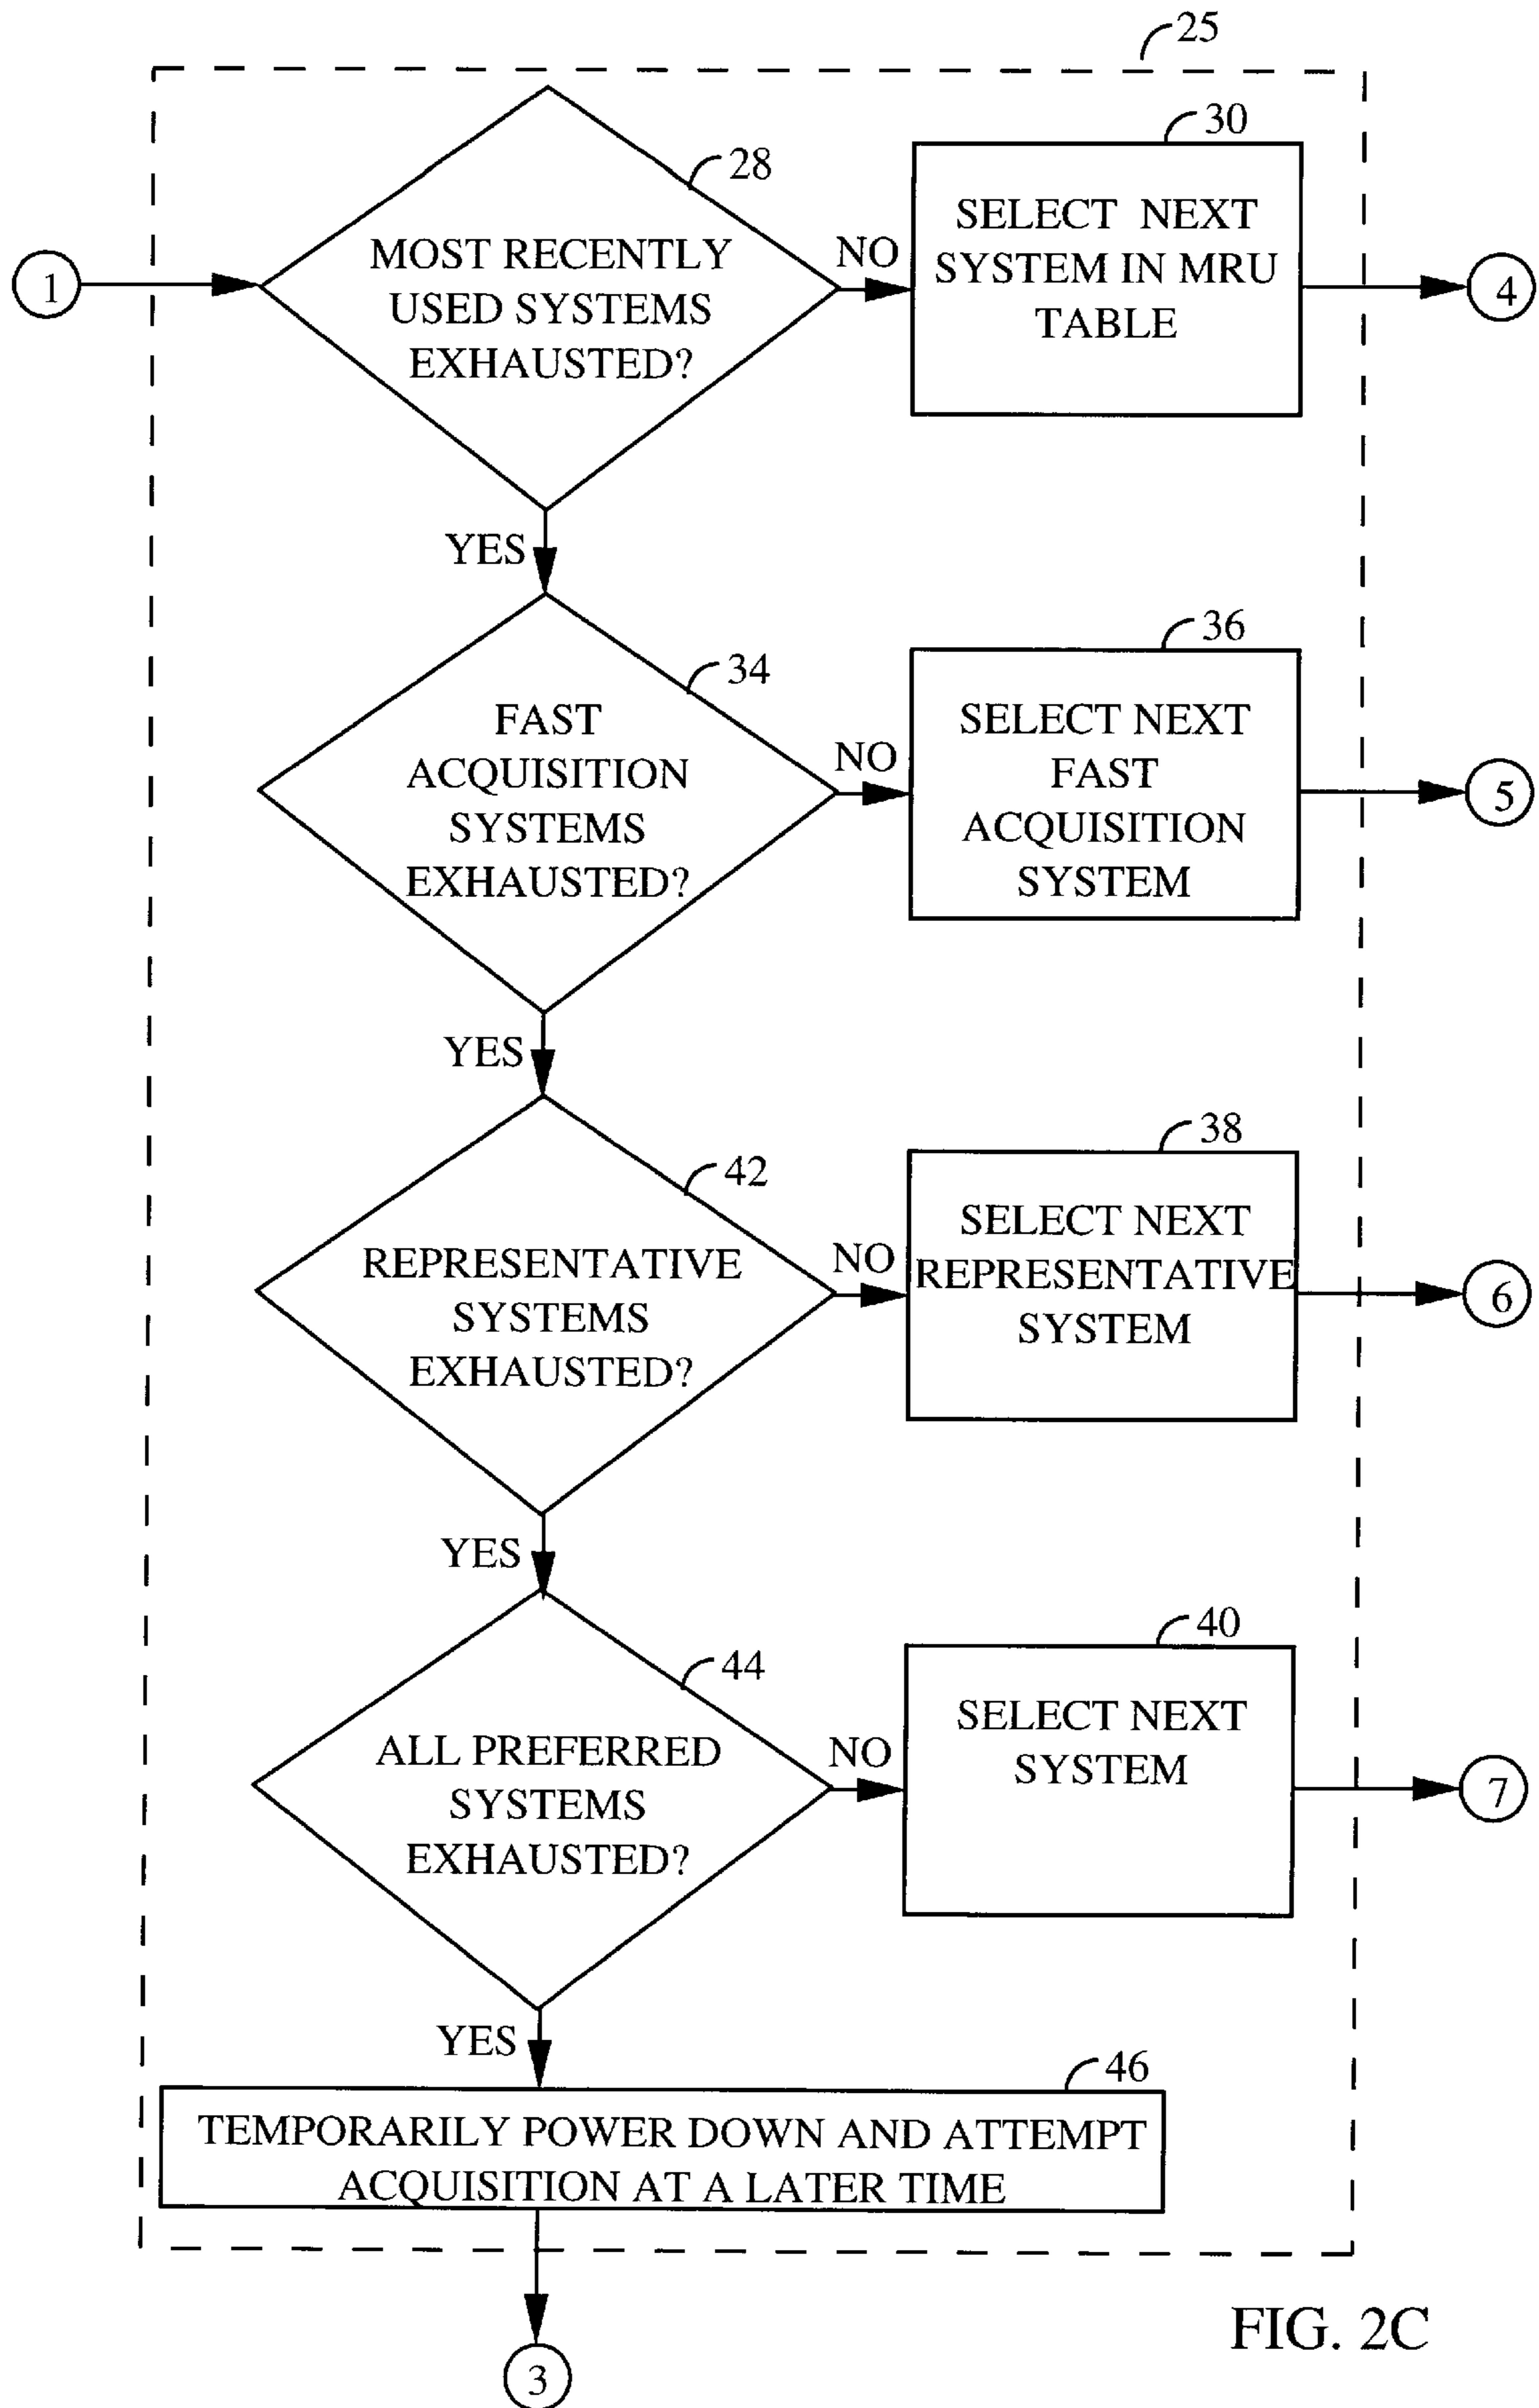 25
30
28
SELECT NEXT
SYSTEM IN MRU
TABLE
MOST RECENTLY
USED SYSTEMS
EXHAUSTED?
NO
1
4
YES
36
34
FAST
ACQUISITION
SYSTEMS
EXHAUSTED?
NO
SELECT NEXT
FAST
ACQUISITION
SYSTEM
5
YES
38
42
REPRESENTATIVE
SYSTEMS
EXHAUSTED?
NO
SELECT NEXT
REPRESENTATIVE
SYSTEM
6
YES
40
44
ALL PREFERRED
SYSTEMS
EXHAUSTED?
NO
SELECT NEXT
SYSTEM
7
YES
46
TEMPORARILY POWER DOWN AND ATTEMPT
ACQUISITION AT A LATER TIME
3
FIG. 2C